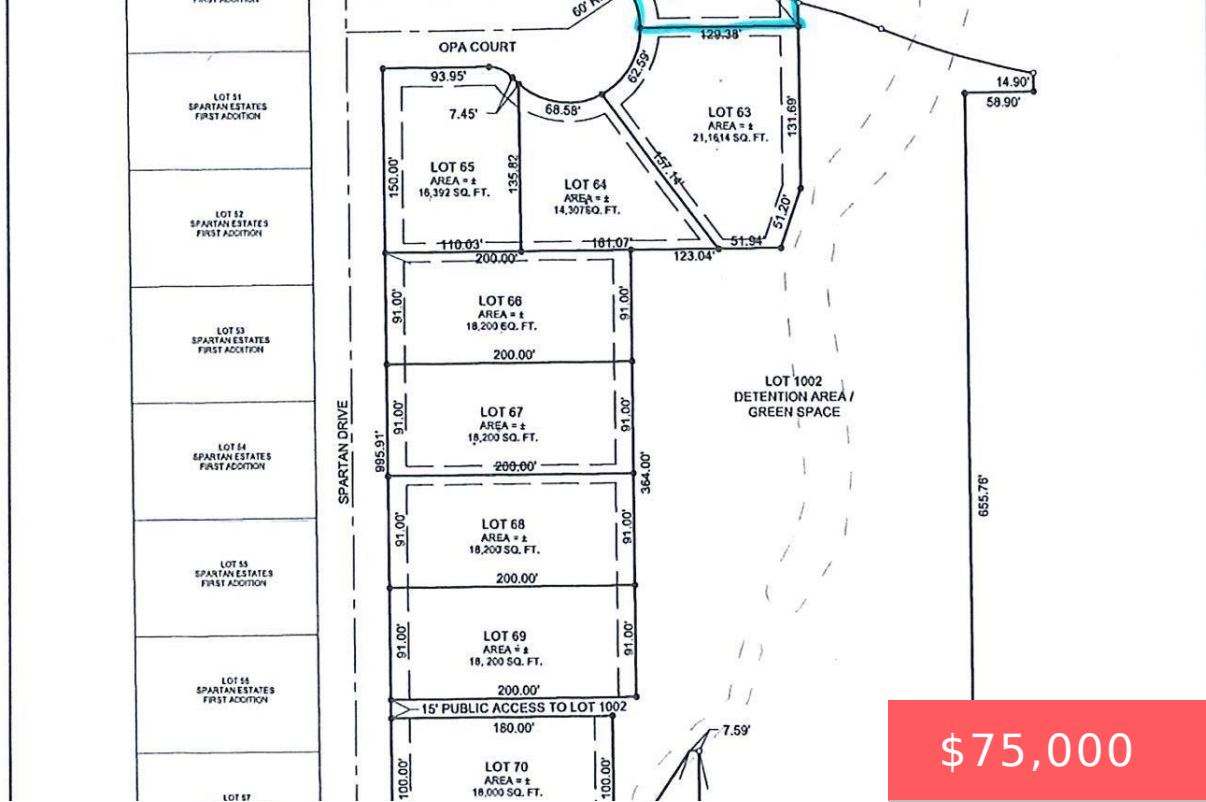 FIRST ADDITION
60'
OPA COURT
129.38'
93.95'
62.59'
14.90'
58.90'
LOT 51
SPARTAN ESTATES
FIRST ADDITION
7.45'
68.58'
LOT 63
AREA = ±
21,1614 SQ. FT.
131.69'
150.00'
LOT 65
AREA = ±
16,392 SQ. FT.
135.82
LOT 64
AREA = ±
14,307SQ. FT.
157.14'
51.20'
LOT 52
SPARTAN ESTATES
FIRST ADDITION
110.03'
161.07'
51.94'
200.00'
123.04'
91.00'
LOT 66
AREA = ±
18,200 SQ. FT.
91.00'
LOT 53
SPARTAN ESTATES
FIRST ADDITION
200.00'
LOT 1002
DETENTION AREA /
GREEN SPACE
SPARTAN DRIVE
995.91'
91.00'
LOT 67
AREA = ±
18,200 SQ. FT.
91.00'
200.00'
364.00'
655.76'
LOT 54
SPARTAN ESTATES
FIRST ADDITION
91.00'
LOT 68
AREA = ±
18,200 SQ. FT.
91.00'
200.00'
LOT 55
SPARTAN ESTATES
FIRST ADDITION
91.00'
LOT 69
AREA = ±
18, 200 SQ. FT.
91.00'
200.00'
LOT 56
SPARTAN ESTATES
FIRST ADDITION
15' PUBLIC ACCESS TO LOT 1002
180.00'
7.59'
100.00'
LOT 70
AREA = ±
18,000 SQ. FT.
100.00'
LOT 57
$75,000